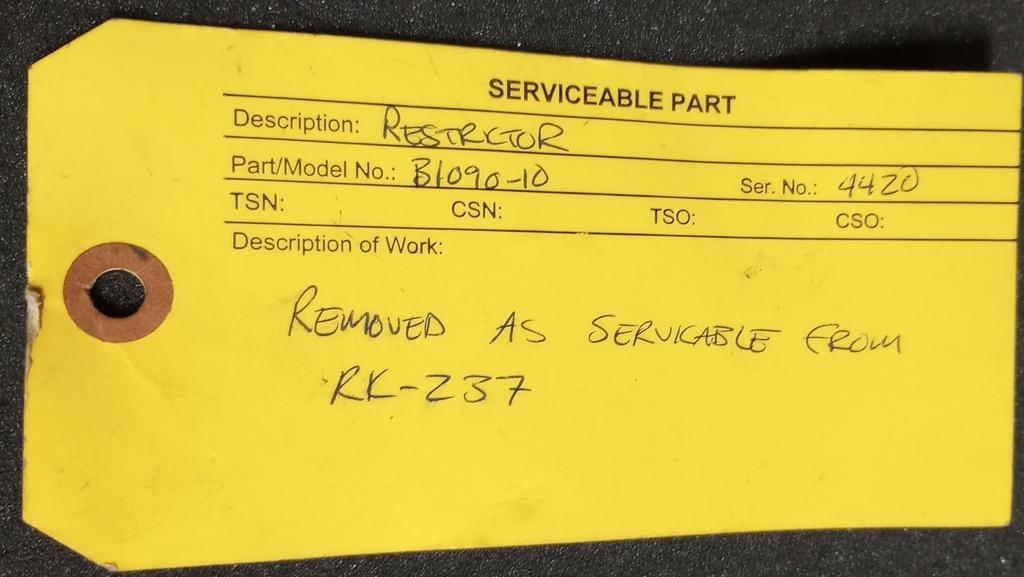 SERVICEABLE PART
Description: RESTRICTOR
Part/Model No.: B1090-10 Ser. No.: 4420
TSN: CSN: TSO: CSO:
Description of Work:
REMOVED AS SERVICABLE FROM
RK-237